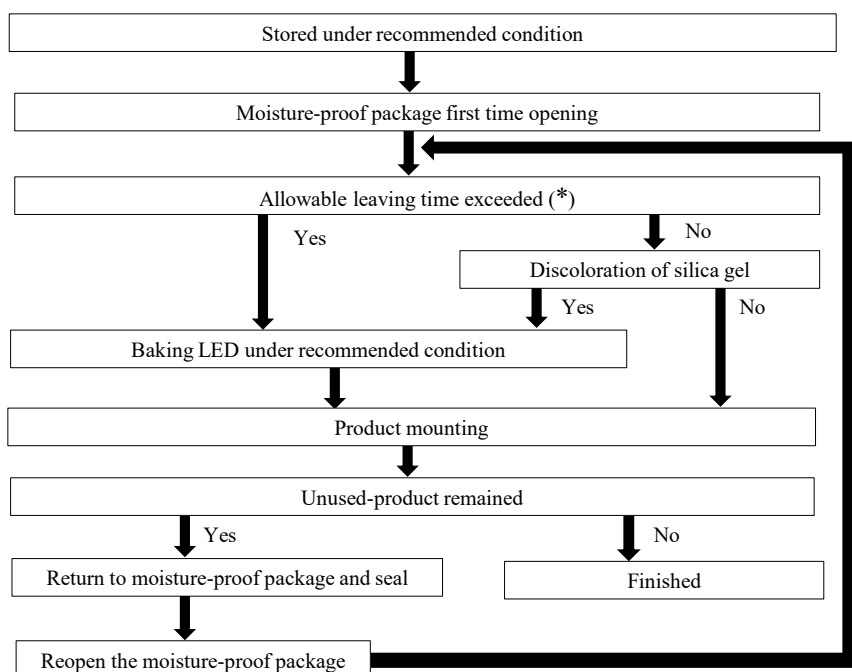 Stored under recommended condition
Moisture-proof package first time opening
Allowable leaving time exceeded (*)
Yes
No
Discoloration of silica gel
Yes
No
Baking LED under recommended condition
Product mounting
Unused-product remained
Yes
No
Return to moisture-proof package and seal
Finished
Reopen the moisture-proof package